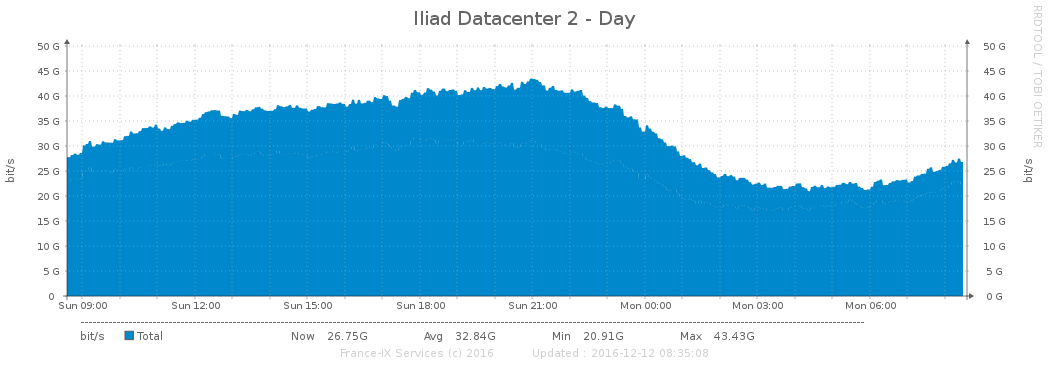 Iliad Datacenter 2 - Day
RRDTOOL / TOBI OETIKER
bit/s
50 G 50 G
45 G 45 G
40 G 40 G
35 G 35 G
30 G 30 G
25 G 25 G
20 G 20 G
15 G 15 G
10 G 10 G
5 G 5 G
0 0 G
bit/s
Sun 09:00 Sun 12:00 Sun 15:00 Sun 18:00 Sun 21:00 Mon 00:00 Mon 03:00 Mon 06:00
bit/s Total Now 26.75G Avg 32.84G Min 20.91G Max 43.43G
France-IX Services (c) 2016 Updated : 2016-12-12 08:35:08